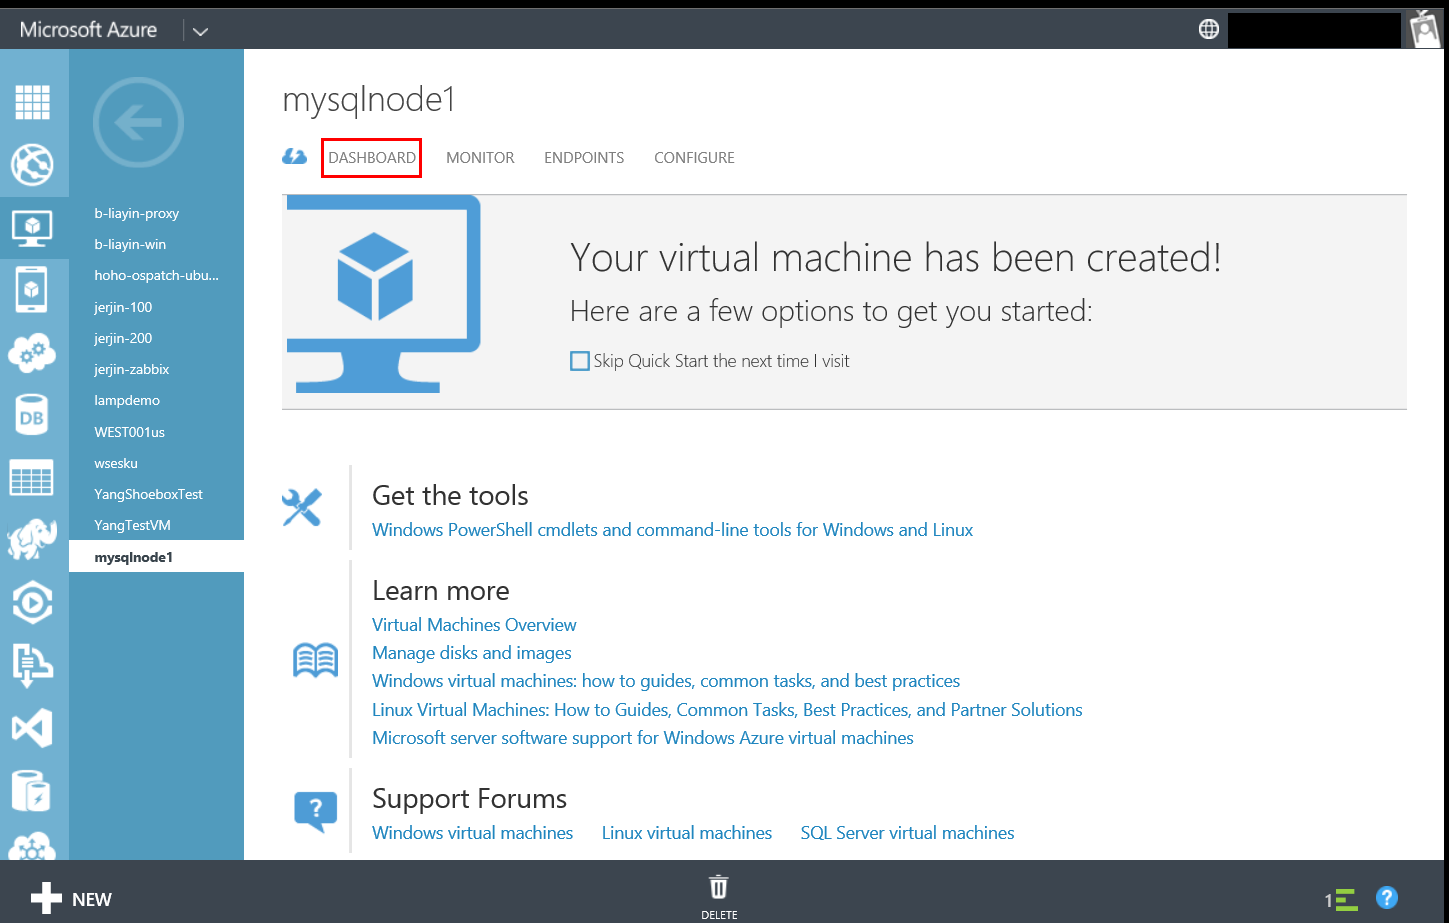 Microsoft Azure
mysqlnode1
DASHBOARD MONITOR ENDPOINTS CONFIGURE
b-liayin-proxy
b-liayin-win
hoho-ospatch-ubu...
jerjin-100
jerjin-200
jerjin-zabbix
lampdemo
WEST001us
wsesku
YangShoeboxTest
YangTestVM
mysqlnode1
DB
Your virtual machine has been created!
Here are a few options to get you started:
Skip Quick Start the next time I visit
Get the tools
Windows PowerShell cmdlets and command-line tools for Windows and Linux
Learn more
Virtual Machines Overview
Manage disks and images
Windows virtual machines: how to guides, common tasks, and best practices
Linux Virtual Machines: How to Guides, Common Tasks, Best Practices, and Partner Solutions
Microsoft server software support for Windows Azure virtual machines
?
Support Forums
Windows virtual machines Linux virtual machines SQL Server virtual machines
NEW
DELETE
1
?